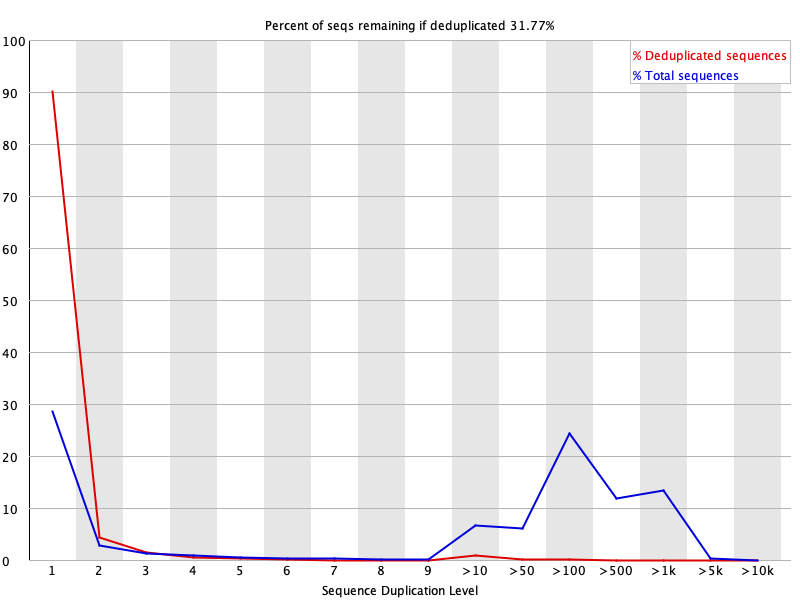 Percent of seqs remaining if deduplicated 31.77%
% Deduplicated sequences
% Total sequences
100
90
80
70
60
50
40
30
20
10
0
1 2 3 4 5 6 7 8 9 >10 >50 >100 >500 >1k >5k >10k
Sequence Duplication Level